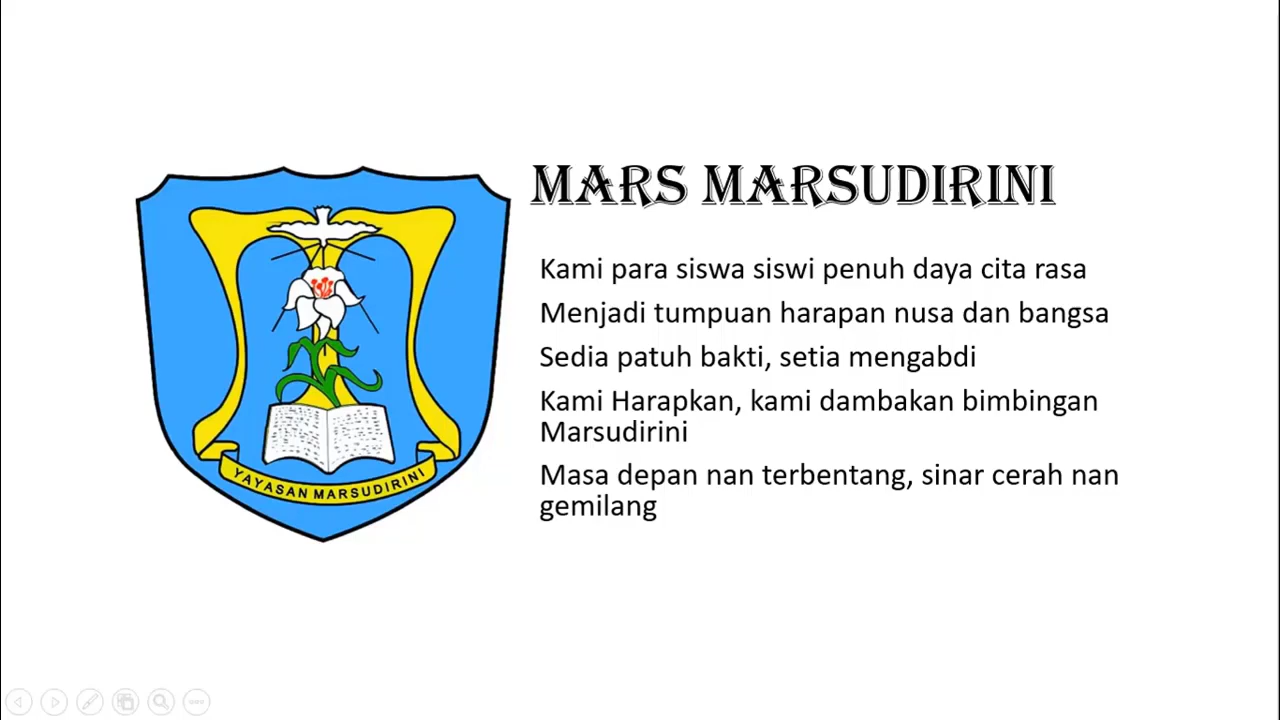 MARS MARSUDIRINI
Kami para siswa siswi penuh daya cita rasa
Menjadi tumpuan harapan nusa dan bangsa
Sedia patuh bakti, setia mengabdi
Kami Harapkan, kami dambakan bimbingan
Marsudirini
Masa depan nan terbentang, sinar cerah nan
gemilang
YAYASAN MARSUDIRINI